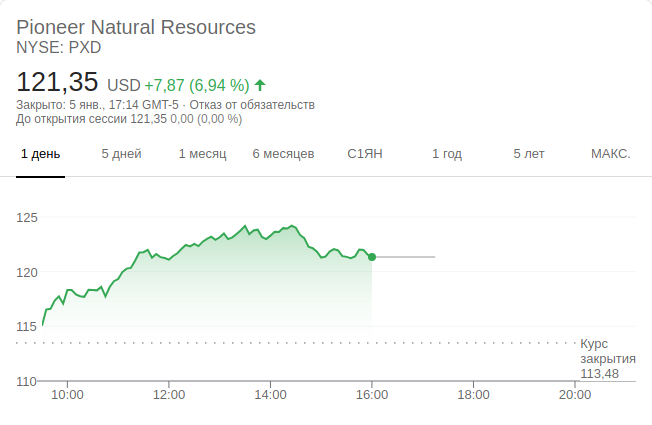 Pioneer Natural Resources
NYSE: PXD
121,35 USD +7,87 (6,94 %)
Закрыто: 5 янв., 17:14 GMT-5 · Отказ от обязательств
До открытия сессии 121,35 0,00 (0,00 %)
1 день 5 дней 1 месяц 6 месяцев С1ЯН 1 год 5 лет МАКС.
125
120
115
Курс
закрытия
113,48
110
10:00 12:00 14:00 16:00 18:00 20:00